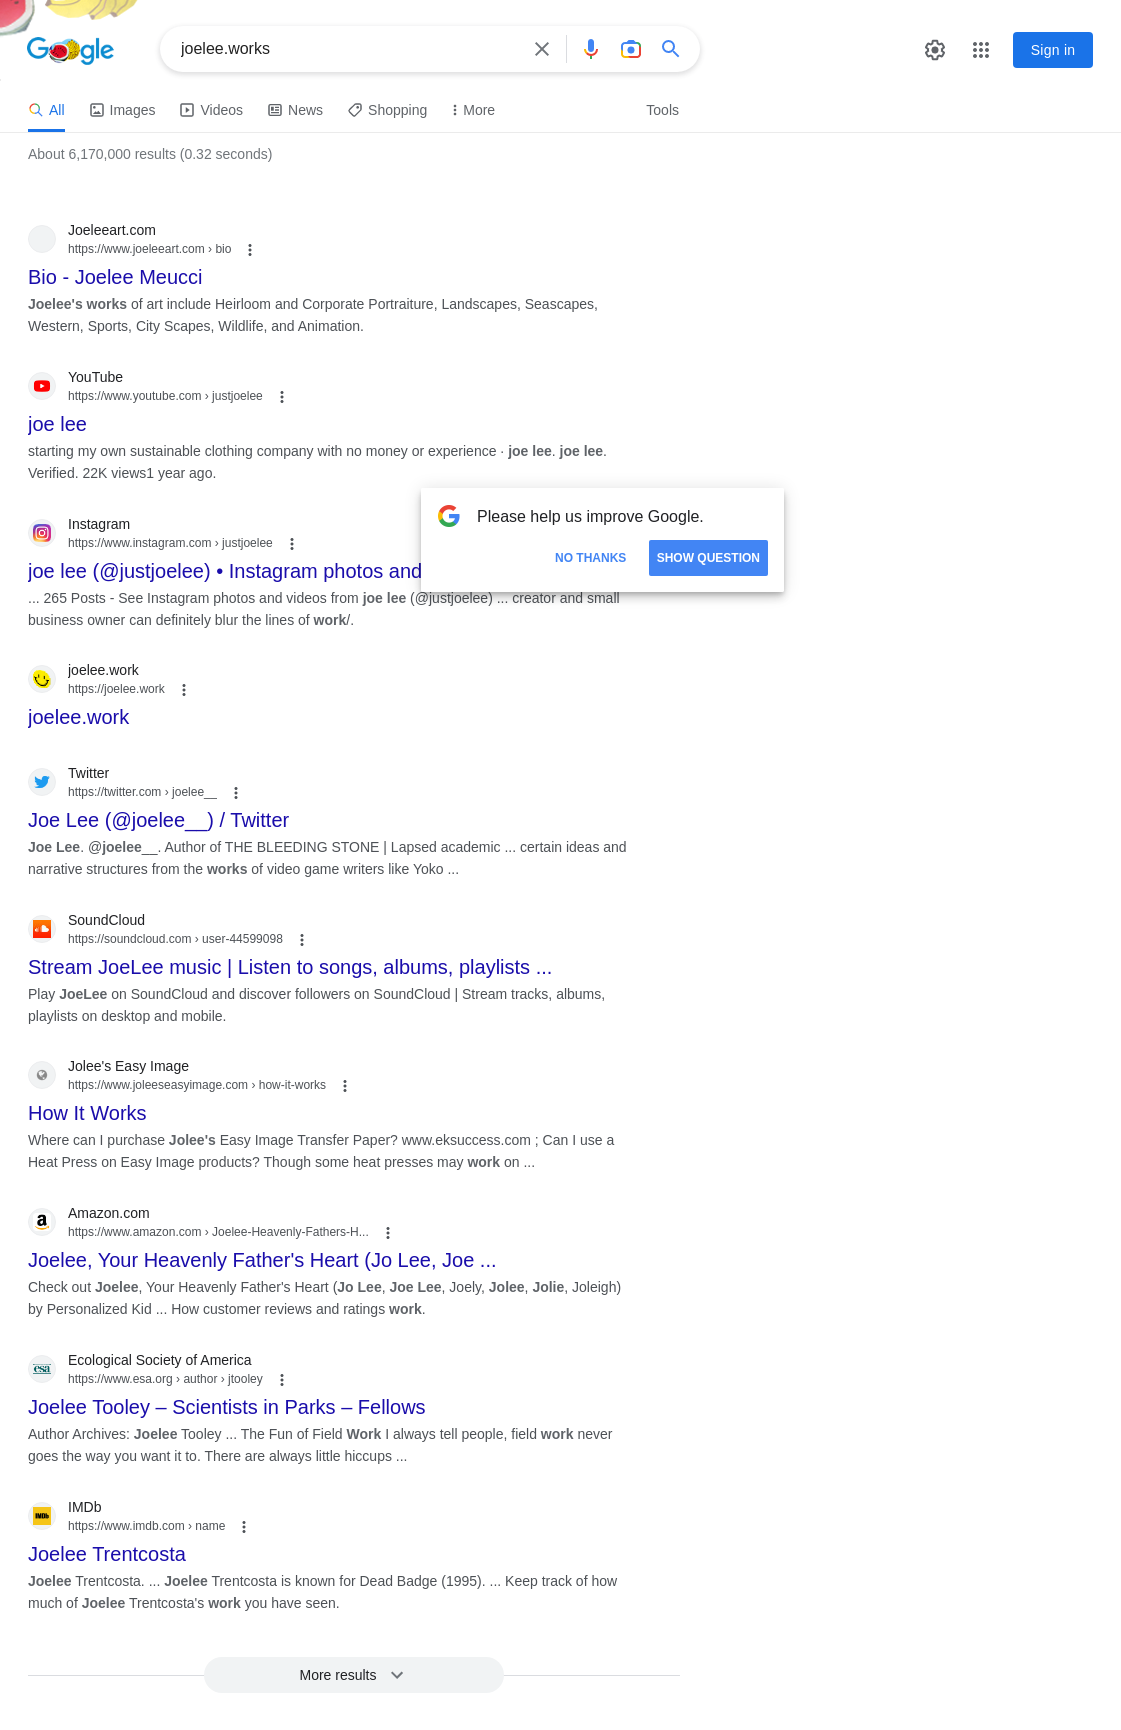 Google
joelee.works
Sign in
All
Images
Videos
News
Shopping
More
Tools
About 6,170,000 results (0.32 seconds)
Joeleeart.com
https://www.joeleeart.com › bio
Bio - Joelee Meucci
Joelee's works of art include Heirloom and Corporate Portraiture, Landscapes, Seascapes,
Western, Sports, City Scapes, Wildlife, and Animation.
YouTube
https://www.youtube.com › justjoelee
joe lee
starting my own sustainable clothing company with no money or experience · joe lee. joe lee.
Verified. 22K views1 year ago.
Please help us improve Google.
NO THANKS
SHOW QUESTION
Instagram
https://www.instagram.com › justjoelee
joe lee (@justjoelee) • Instagram photos and
... 265 Posts - See Instagram photos and videos from joe lee (@justjoelee) ... creator and small
business owner can definitely blur the lines of work/.
joelee.work
https://joelee.work
joelee.work
Twitter
https://twitter.com › joelee__
Joe Lee (@joelee__) / Twitter
Joe Lee. @joelee__. Author of THE BLEEDING STONE | Lapsed academic ... certain ideas and
narrative structures from the works of video game writers like Yoko ...
SoundCloud
https://soundcloud.com › user-44599098
Stream JoeLee music | Listen to songs, albums, playlists ...
Play JoeLee on SoundCloud and discover followers on SoundCloud | Stream tracks, albums,
playlists on desktop and mobile.
Jolee's Easy Image
https://www.joleeseasyimage.com › how-it-works
How It Works
Where can I purchase Jolee's Easy Image Transfer Paper? www.eksuccess.com ; Can I use a
Heat Press on Easy Image products? Though some heat presses may work on ...
Amazon.com
https://www.amazon.com › Joelee-Heavenly-Fathers-H...
Joelee, Your Heavenly Father's Heart (Jo Lee, Joe ...
Check out Joelee, Your Heavenly Father's Heart (Jo Lee, Joe Lee, Joely, Jolee, Jolie, Joleigh)
by Personalized Kid ... How customer reviews and ratings work.
esa
Ecological Society of America
https://www.esa.org › author › jtooley
Joelee Tooley – Scientists in Parks – Fellows
Author Archives: Joelee Tooley ... The Fun of Field Work I always tell people, field work never
goes the way you want it to. There are always little hiccups ...
IMDb
IMDb
https://www.imdb.com › name
Joelee Trentcosta
Joelee Trentcosta. ... Joelee Trentcosta is known for Dead Badge (1995). ... Keep track of how
much of Joelee Trentcosta's work you have seen.
More results